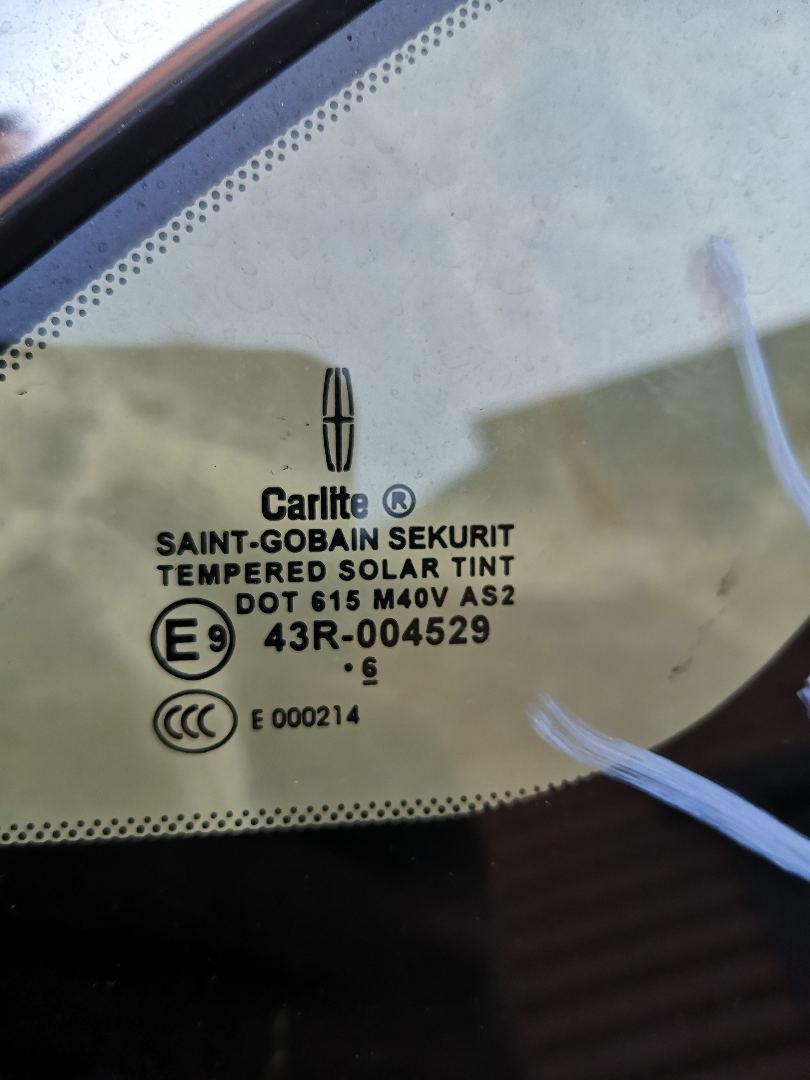 Carlite ®
SAINT-GOBAIN SEKURIT
TEMPERED SOLAR TINT
DOT 615 M40V AS2
E9 43R-004529
· 6
CCC E 000214